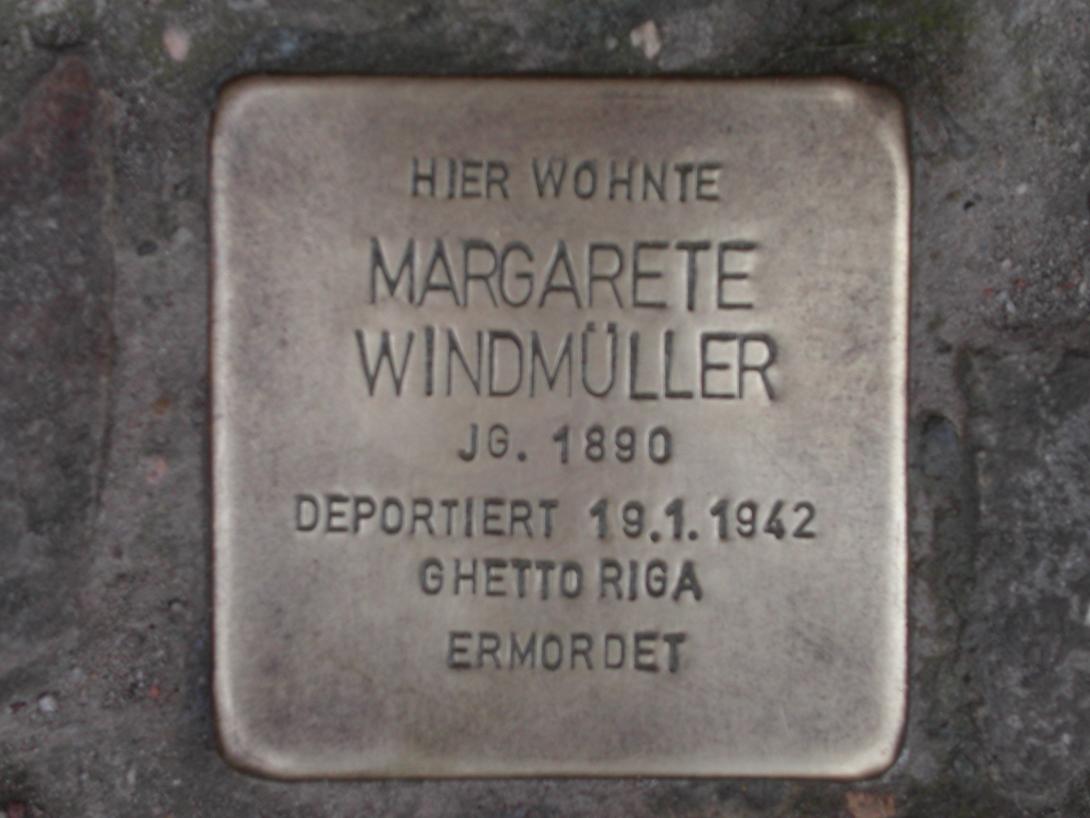 HIER WOHNTE
MARGARETE
WINDMÜLLER
JG. 1890
DEPORTIERT 19.1.1942
GHETTO RIGA
ERMORDET